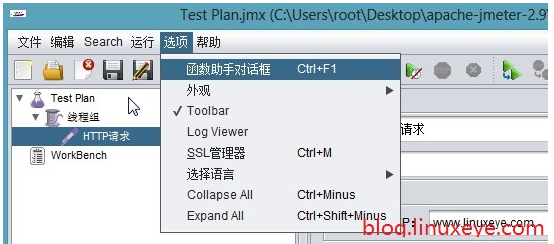 Test Plan.jmx (C:\Users\root\Desktop\apache-jmeter-2.9\
文件 编辑 Search 运行 选项 帮助
函数助手对话框 Ctrl+F1
外观
Toolbar
Log Viewer
SSL管理器 Ctrl+M
选择语言
Collapse All Ctrl+Minus
Expand All Ctrl+Shift+Minus
Test Plan
线程组
HTTP请求
WorkBench
请求
P: www.linuxeye.com
blog.linuxeye.com